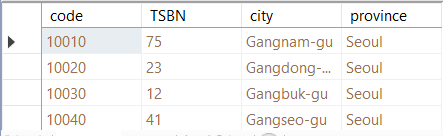 code TSBN city province
10010 75 Gangnam-gu Seoul
10020 23 Gangdong-... Seoul
10030 12 Gangbuk-gu Seoul
10040 41 Gangseo-gu Seoul